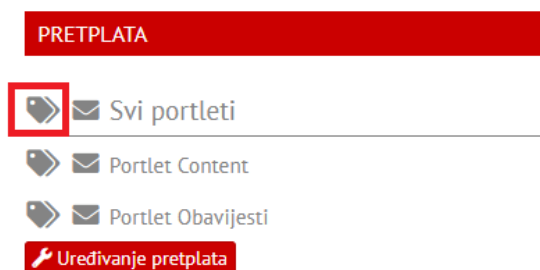 PRETPLATA
Svi portleti
Portlet Content
Portlet Obavijesti
Uređivanje pretplata